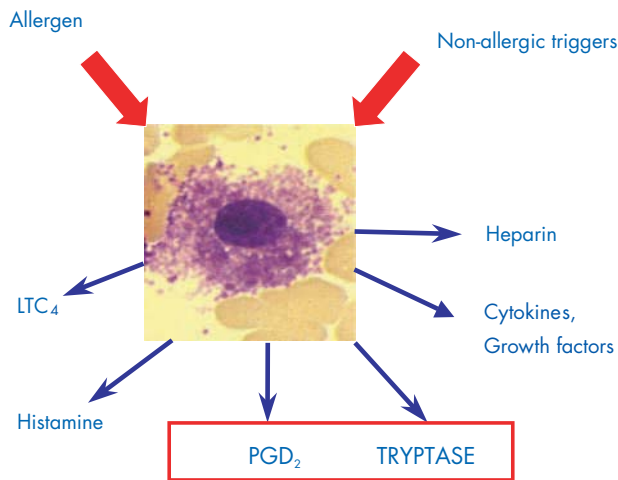 Allergen
Non-allergic triggers
Heparin
LTC₄
Cytokines,
Growth factors
Histamine
PGD₂ TRYPTASE